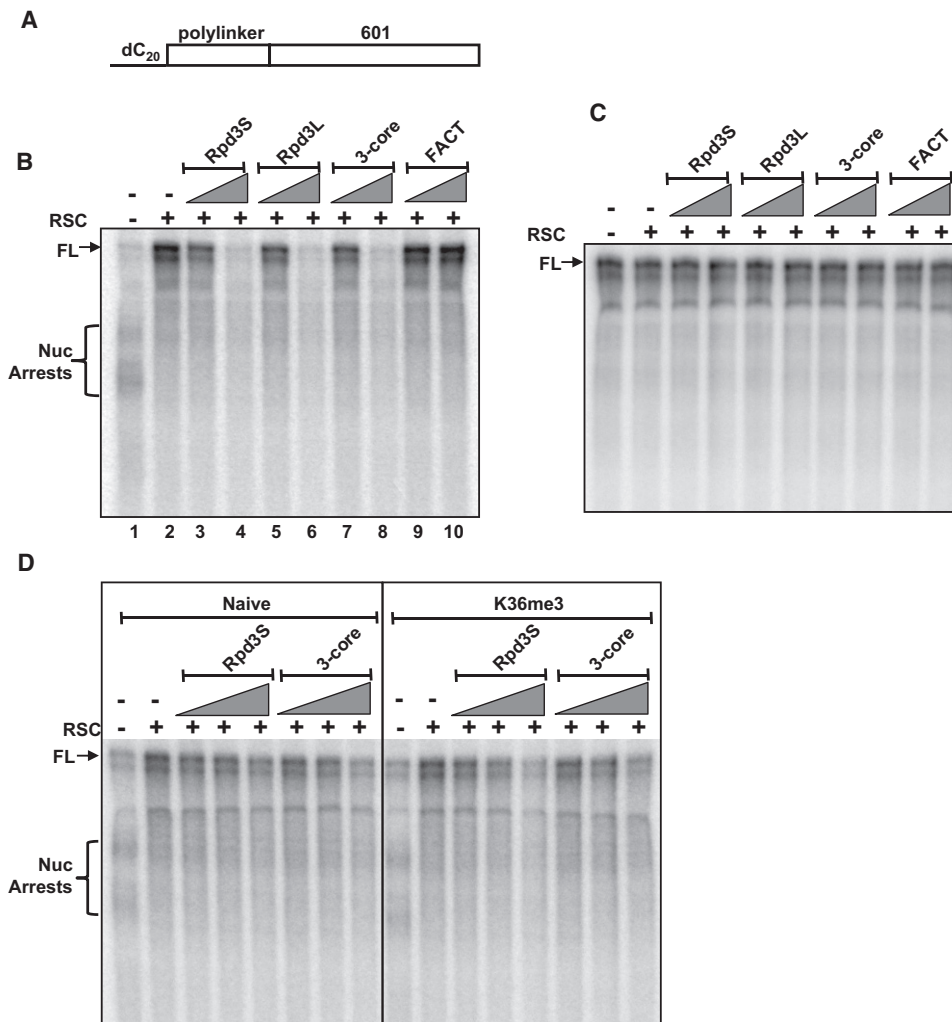 A
polylinker 601
dC20
B
Rpd3S Rpd3L 3-core FACT
- -
RSC - + + + + + + + + +
FL
Nuc
Arrests
1 2 3 4 5 6 7 8 9 10
C
Rpd3S Rpd3L 3-core FACT
- -
RSC - + + + + + + + + +
FL
D
Naive K36me3
Rpd3S 3-core Rpd3S 3-core
- - - -
RSC - + + + + + + + - + + + + + + +
FL
Nuc
Arrests